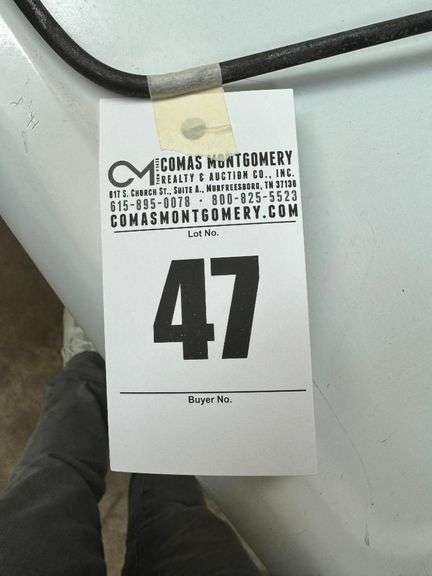 CM COMAS MONTGOMERY
REALTY & AUCTION CO., INC.
617 S. CHURCH ST., SUITE A., MURFREESBORO, TN 37130
615-895-0078 · 800-825-5523
COMASMONTGOMERY.COM
Lot No.
47
Buyer No.